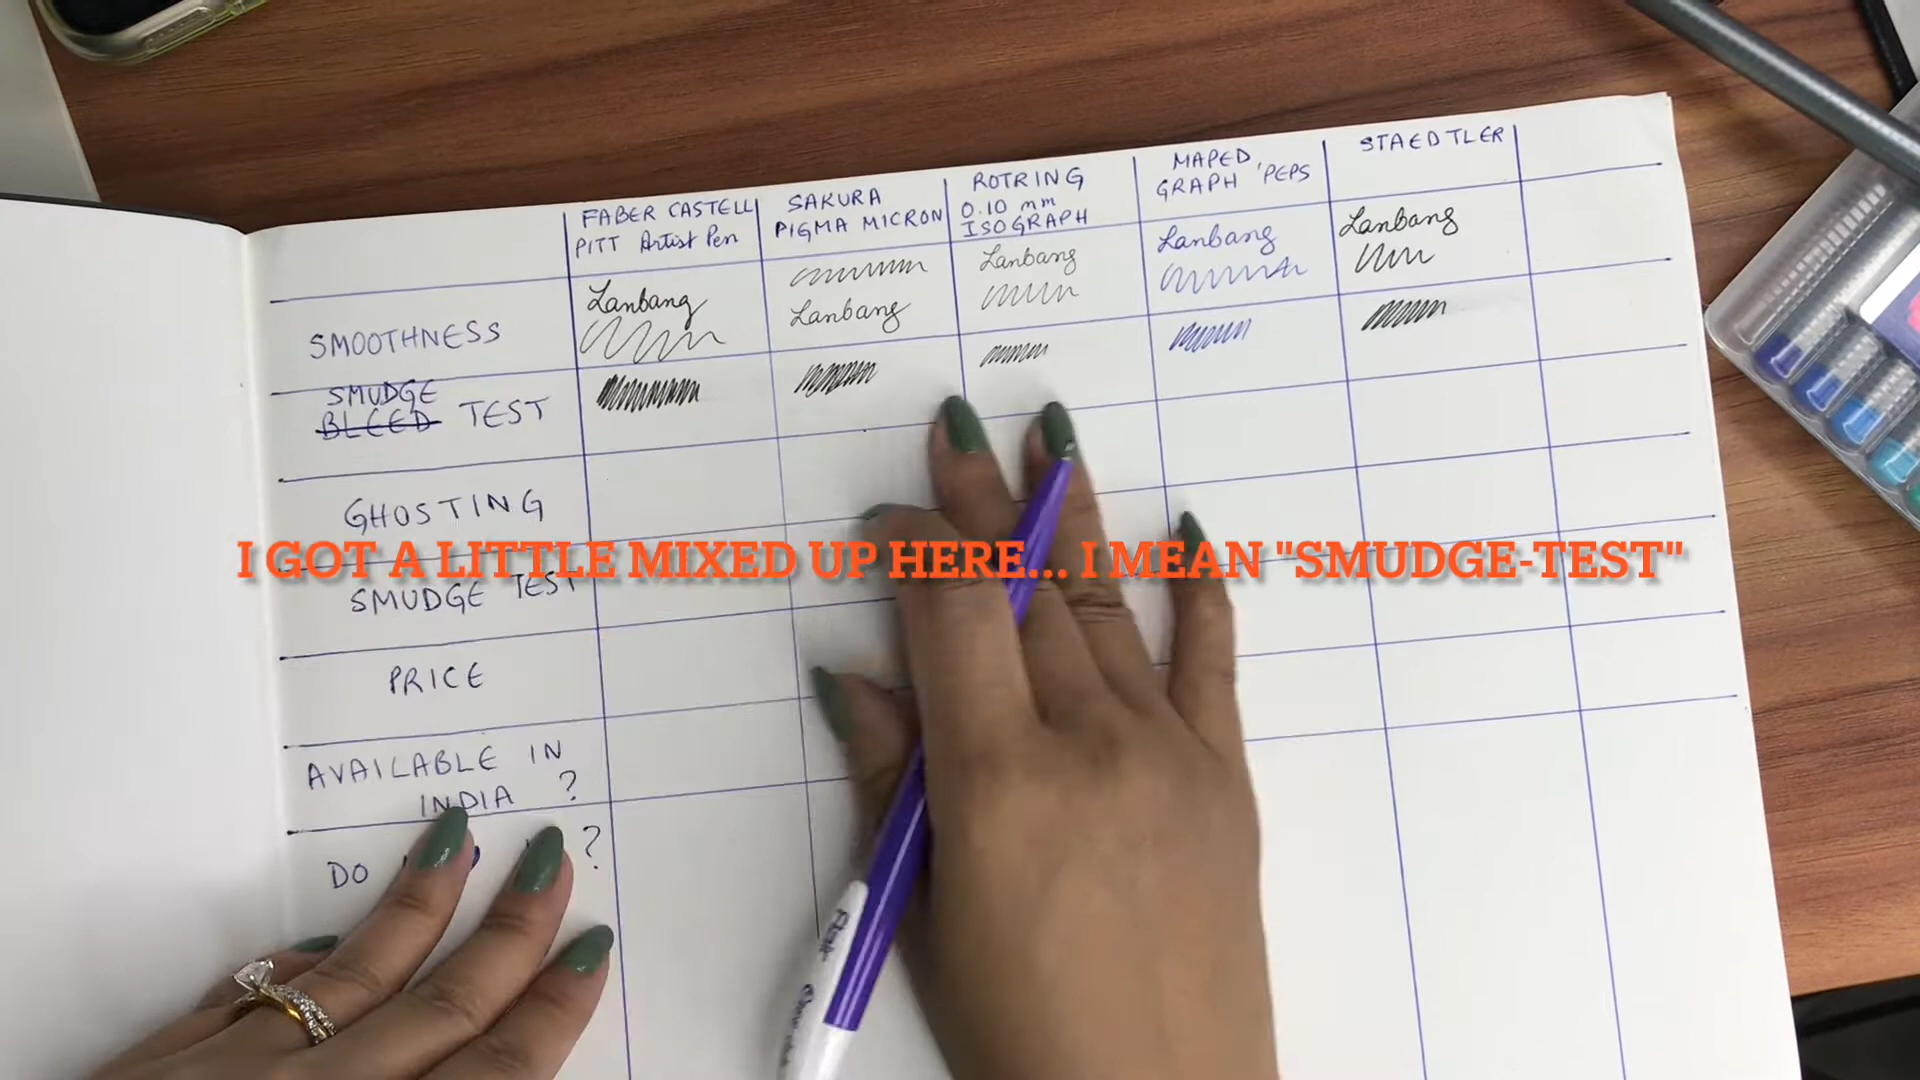 FABER CASTELL
PITT Artist Pen
SAKURA
PIGMA MICRON
ROTRING
0.10 mm
ISOGRAPH
MAPED
GRAPH 'PEPS
STAEDTLER
SMOOTHNESS
Lanbang
Lanbang
Lanbang
Lanbang
Lanbang
SMUDGE
BLEED TEST
GHOSTING
I GOT A LITTLE MIXED UP HERE... I MEAN "SMUDGE-TEST"
SMUDGE TEST
PRICE
AVAILABLE IN
INDIA ?
DO ?